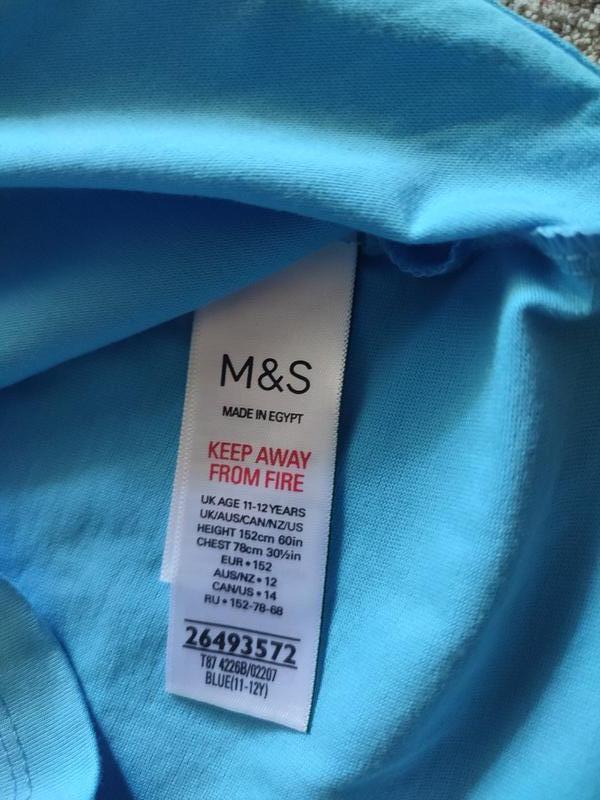 M&S
MADE IN EGYPT
KEEP AWAY
FROM FIRE
UK AGE 11-12 YEARS
UK/AUS/CAN/NZ/US
HEIGHT 152cm 60in
CHEST 78cm 30½in
EUR • 152
AUS/NZ • 12
CAN/US • 14
RU • 152-78-68
26493572
T87 4226B/02207
BLUE(11-12Y)